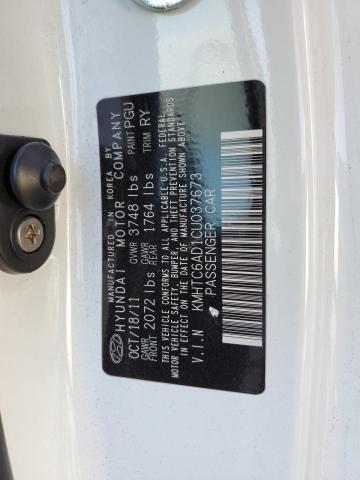 MANUFACTURED IN KOREA BY
HYUNDAI MOTOR COMPANY
OCT/18/11 GVWR 3748 lbs PAINT PGU
GAWR FRONT 2072 lbs GAWR REAR 1764 lbs TRIM RY
THIS VEHICLE CONFORMS TO ALL APPLICABLE U.S.A. FEDERAL
MOTOR VEHICLE SAFETY, BUMPER, AND THEFT PREVENTION STANDARDS
IN EFFECT ON THE DATE OF MANUFACTURE SHOWN ABOVE.
V.I.N KMHTC6AD1CU037673
PASSENGER CAR